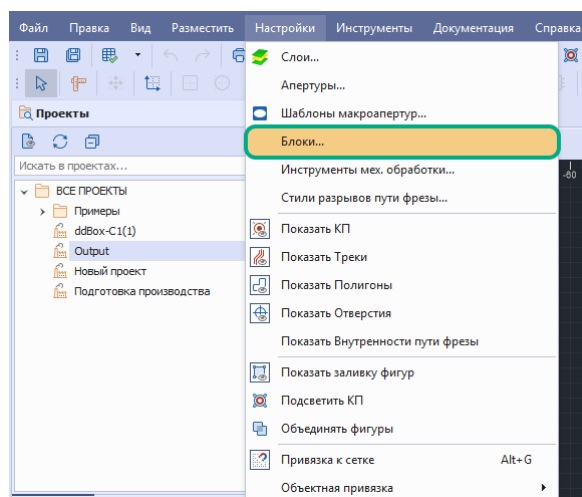 Файл Правка Вид Разместить Настройки Инструменты Документация Справка
Проекты
Искать в проектах...
ВСЕ ПРОЕКТЫ
Примеры
ddBox-C1(1)
Output
Новый проект
Подготовка производства
Слои...
Апертуры...
Шаблоны макроапертур...
Блоки...
Инструменты мех. обработки...
Стили разрывов пути фрезы...
Показать КП
Показать Треки
Показать Полигоны
Показать Отверстия
Показать Внутренности пути фрезы
Показать заливку фигур
Подсветить КП
Объединять фигуры
Привязка к сетке Alt+G
Объектная привязка
-60